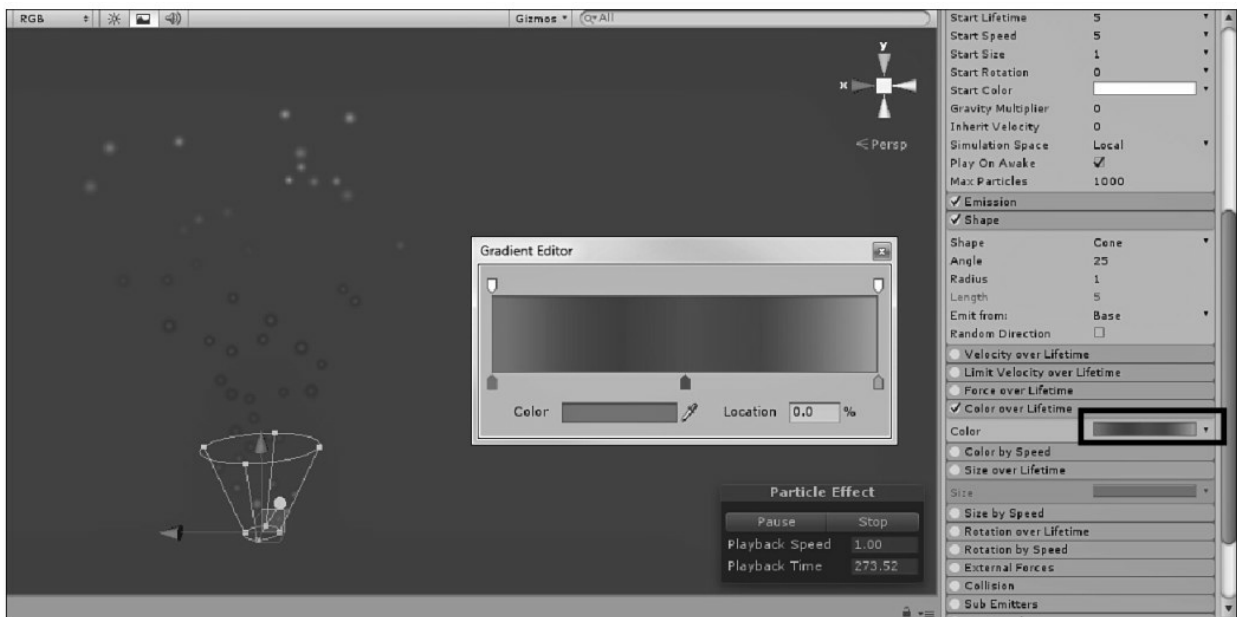 RGB
Gizmos
All
y
x
Persp
Gradient Editor
Color
Location 0.0 %
Particle Effect
Pause Stop
Playback Speed 1.00
Playback Time 273.52
Start Lifetime 5
Start Speed 5
Start Size 1
Start Rotation 0
Start Color
Gravity Multiplier 0
Inherit Velocity 0
Simulation Space Local
Play On Awake
Max Particles 1000
Emission
Shape
Shape Cone
Angle 25
Radius 1
Length 5
Emit from: Base
Random Direction
Velocity over Lifetime
Limit Velocity over Lifetime
Force over Lifetime
Color over Lifetime
Color
Color by Speed
Size over Lifetime
Size
Size by Speed
Rotation over Lifetime
Rotation by Speed
External Forces
Collision
Sub Emitters